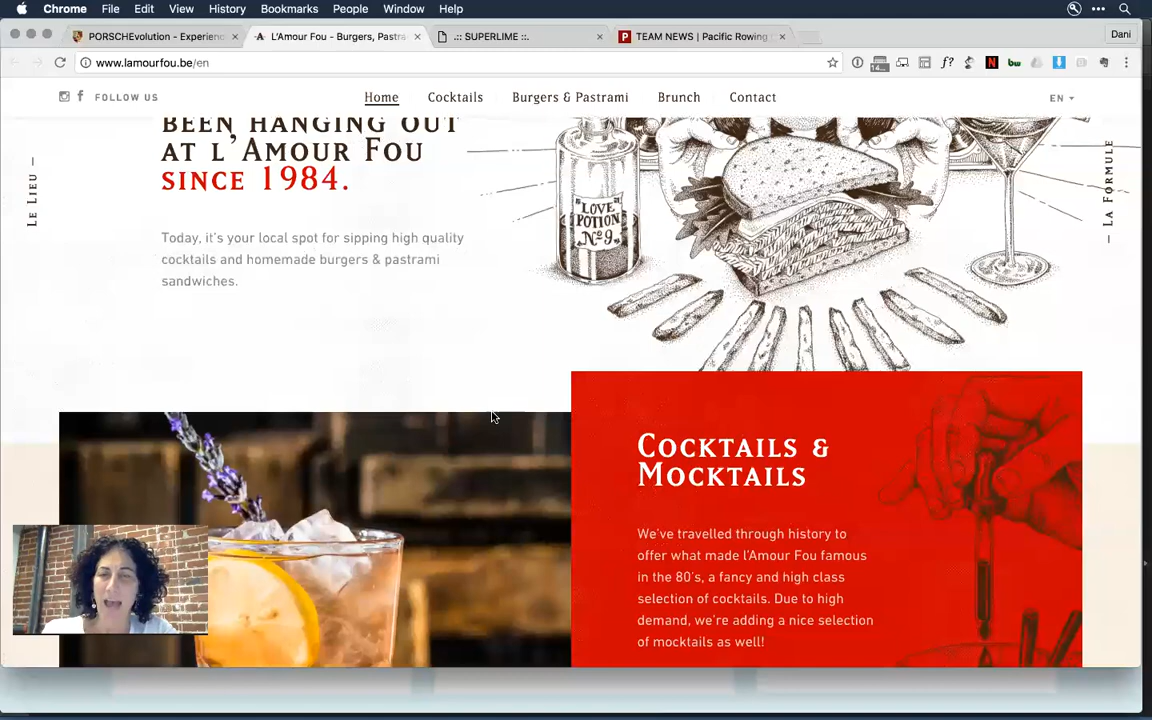 Chrome File Edit View History Bookmarks People Window Help
PORSCHEvolution - Experienc
L'Amour Fou - Burgers, Pastra
.:: SUPERLIME ::.
TEAM NEWS | Pacific Rowing
Dani
www.lamourfou.be/en
FOLLOW US
Home Cocktails Burgers & Pastrami Brunch Contact
EN
BEEN HANGING OUT
AT L'AMOUR FOU
SINCE 1984.
LE LIEU —
— LA FORMULE
"LOVE
POTION
Nº9"
Today, it's your local spot for sipping high quality
cocktails and homemade burgers & pastrami
sandwiches.
COCKTAILS &
MOCKTAILS
We've travelled through history to
offer what made l'Amour Fou famous
in the 80's, a fancy and high class
selection of cocktails. Due to high
demand, we're adding a nice selection
of mocktails as well!